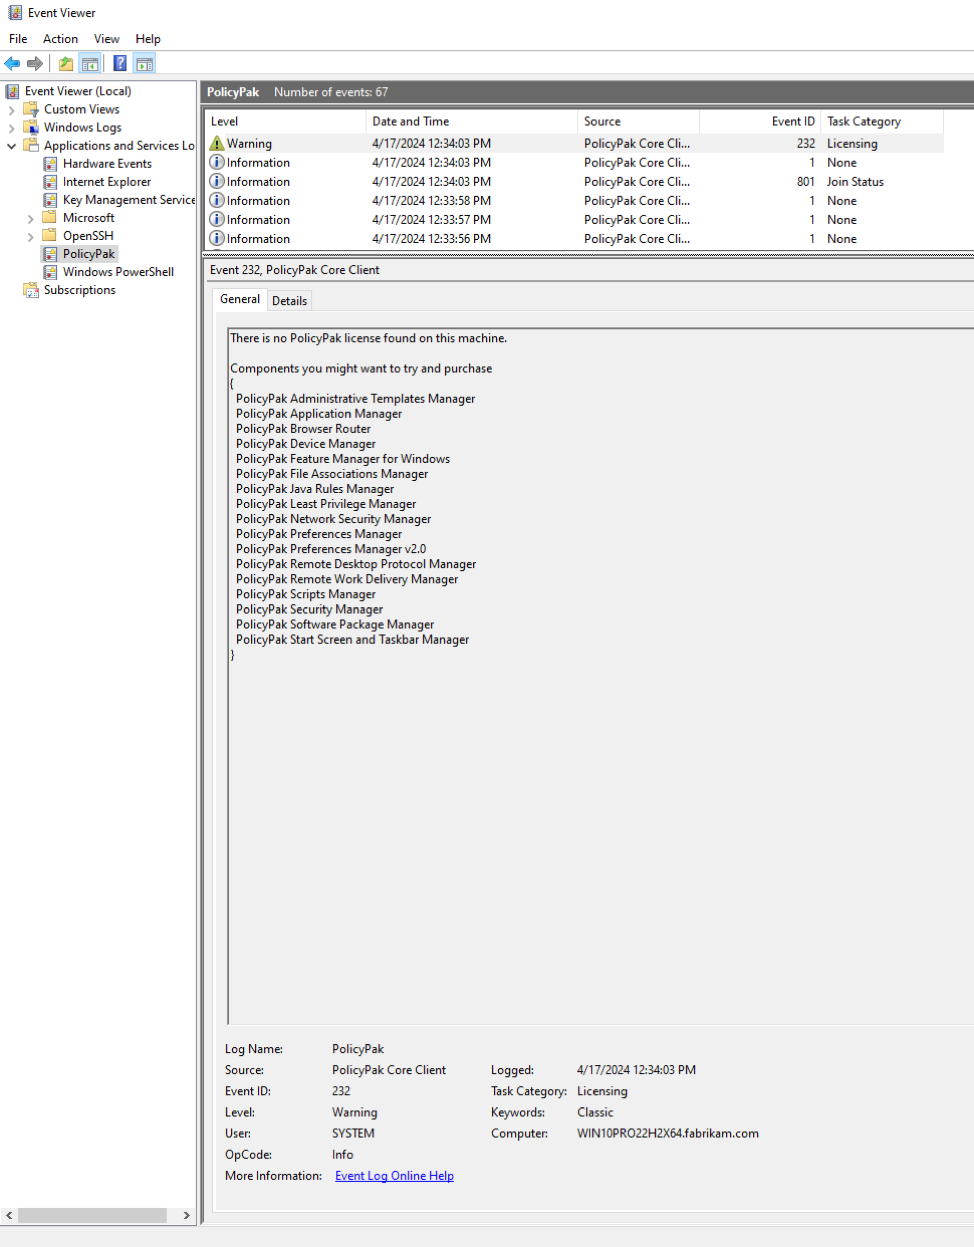 Event Viewer
File Action View Help
Event Viewer (Local)
Custom Views
Windows Logs
Applications and Services Lo
Hardware Events
Internet Explorer
Key Management Service
Microsoft
OpenSSH
PolicyPak
Windows PowerShell
Subscriptions
PolicyPak Number of events: 67
Level Date and Time Source Event ID Task Category
Warning 4/17/2024 12:34:03 PM PolicyPak Core Cli... 232 Licensing
Information 4/17/2024 12:34:03 PM PolicyPak Core Cli... 1 None
Information 4/17/2024 12:34:03 PM PolicyPak Core Cli... 801 Join Status
Information 4/17/2024 12:33:58 PM PolicyPak Core Cli... 1 None
Information 4/17/2024 12:33:57 PM PolicyPak Core Cli... 1 None
Information 4/17/2024 12:33:56 PM PolicyPak Core Cli... 1 None
Event 232, PolicyPak Core Client
General Details
There is no PolicyPak license found on this machine.
Components you might want to try and purchase
{
PolicyPak Administrative Templates Manager
PolicyPak Application Manager
PolicyPak Browser Router
PolicyPak Device Manager
PolicyPak Feature Manager for Windows
PolicyPak File Associations Manager
PolicyPak Java Rules Manager
PolicyPak Least Privilege Manager
PolicyPak Network Security Manager
PolicyPak Preferences Manager
PolicyPak Preferences Manager v2.0
PolicyPak Remote Desktop Protocol Manager
PolicyPak Remote Work Delivery Manager
PolicyPak Scripts Manager
PolicyPak Security Manager
PolicyPak Software Package Manager
PolicyPak Start Screen and Taskbar Manager
}
Log Name: PolicyPak
Source: PolicyPak Core Client Logged: 4/17/2024 12:34:03 PM
Event ID: 232 Task Category: Licensing
Level: Warning Keywords: Classic
User: SYSTEM Computer: WIN10PRO22H2X64.fabrikam.com
OpCode: Info
More Information: Event Log Online Help